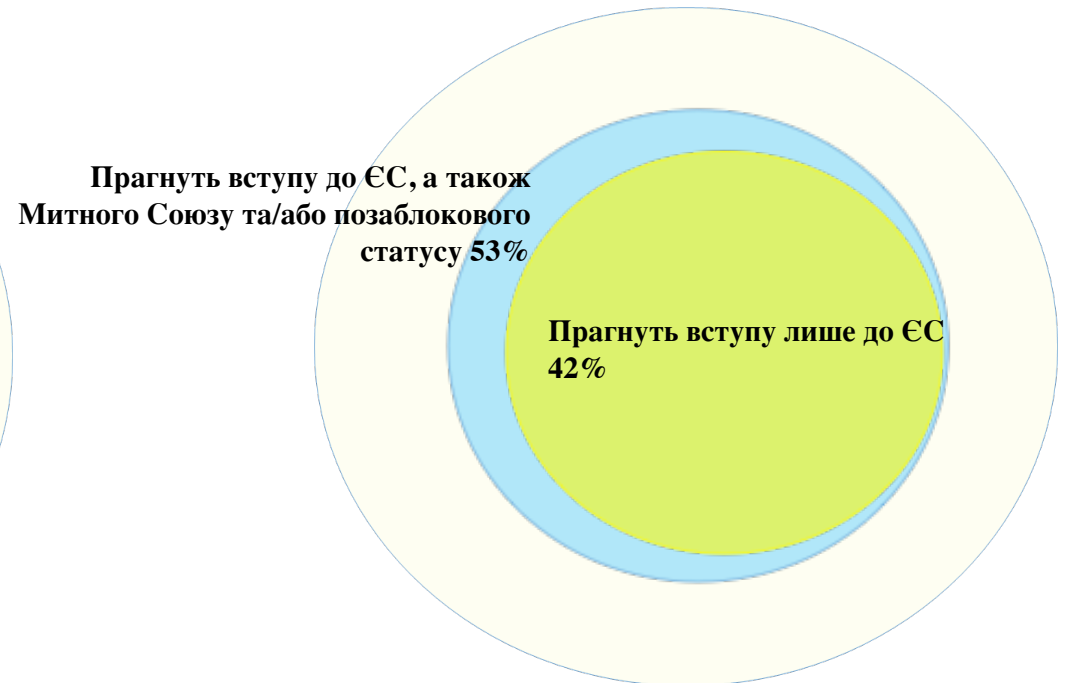 Прагнуть вступу до ЄС, а також
Митного Союзу та/або позаблокового
статусу 53%
Прагнуть вступу лише до ЄС
42%